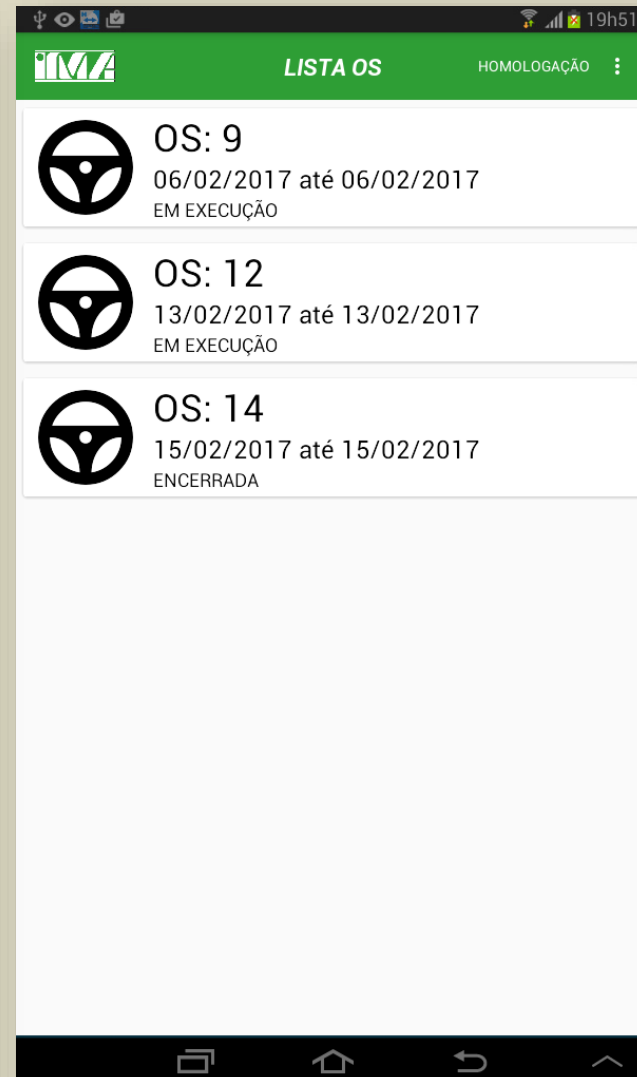 19h51
IMA
LISTA OS
HOMOLOGAÇÃO
OS: 9
06/02/2017 até 06/02/2017
EM EXECUÇÃO
OS: 12
13/02/2017 até 13/02/2017
EM EXECUÇÃO
OS: 14
15/02/2017 até 15/02/2017
ENCERRADA